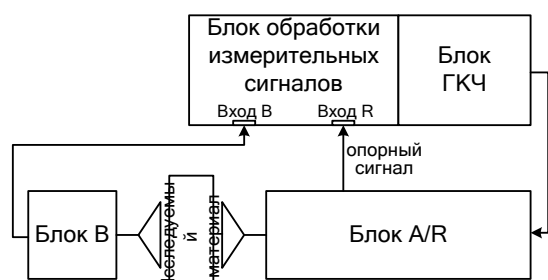 Блок обработки
измерительных
сигналов
Вход B
Вход R
Блок
ГКЧ
опорный
сигнал
Блок B
й
материал
Блок A/R